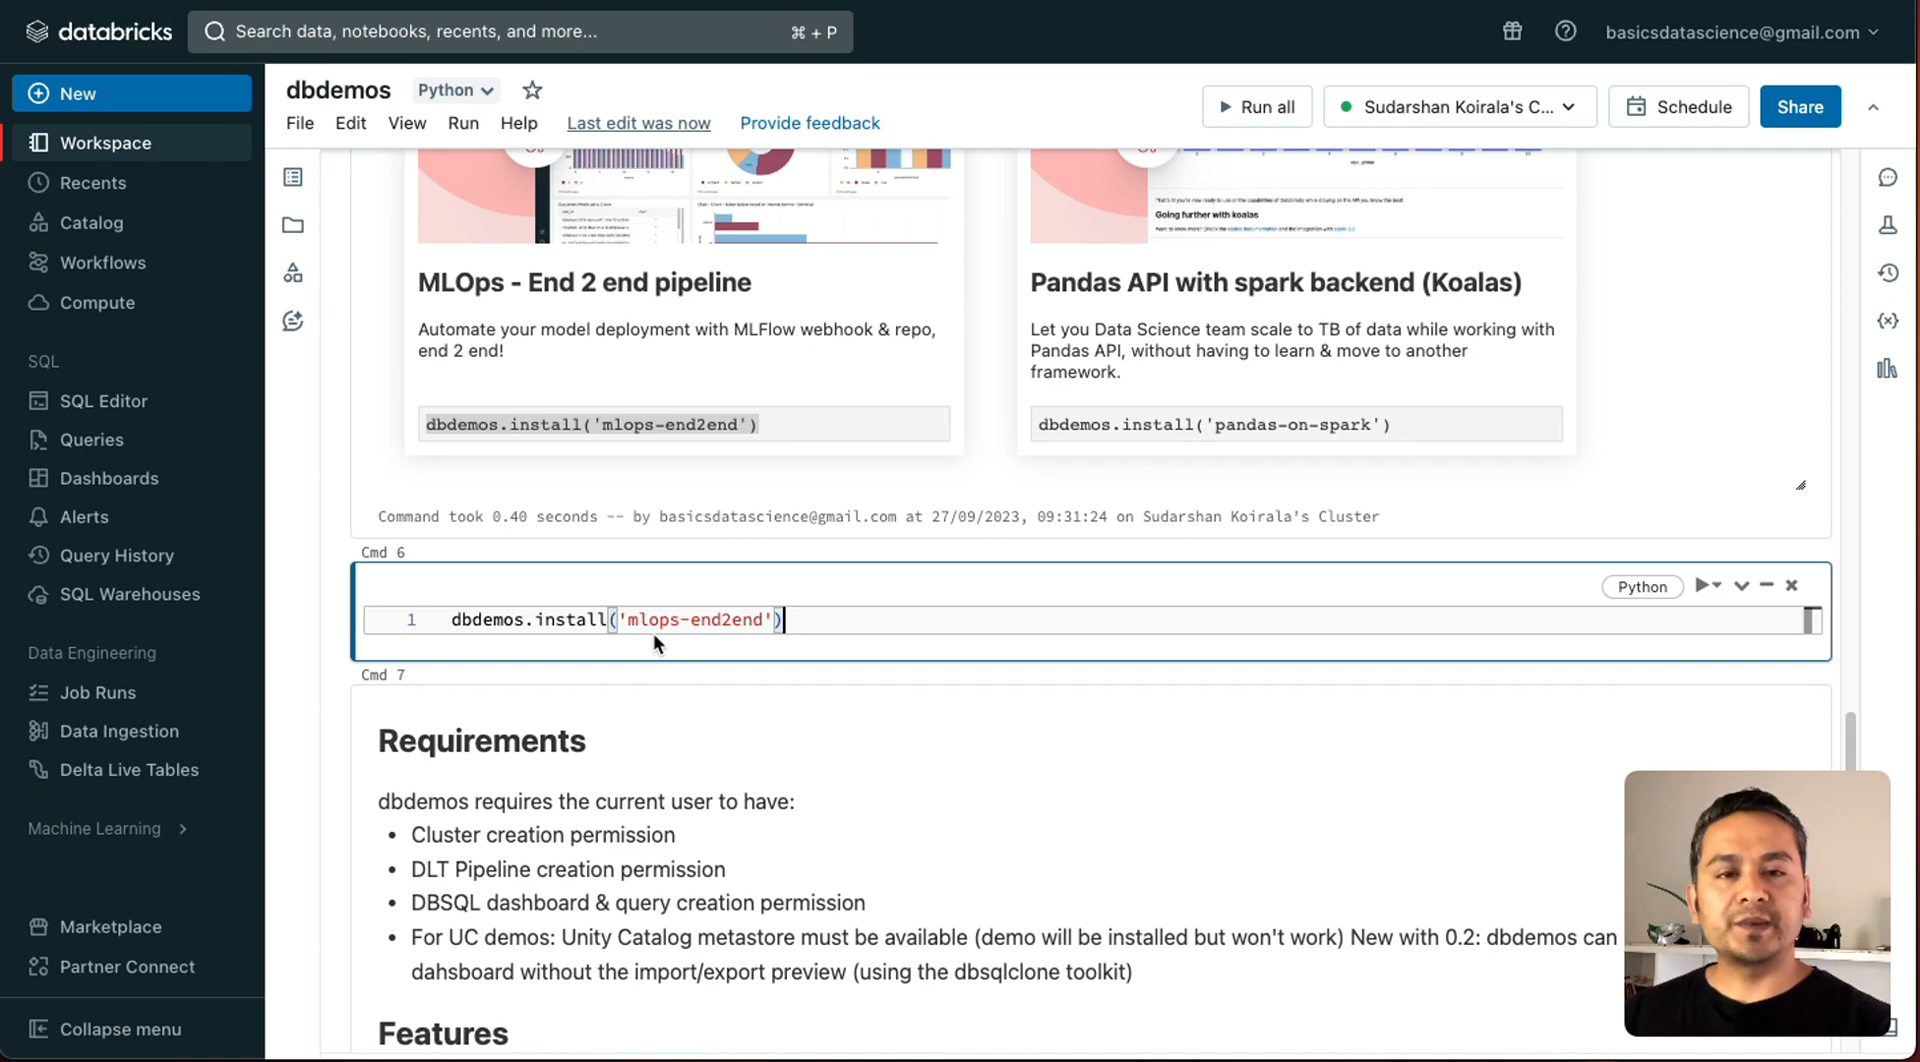 databricks
Search data, notebooks, recents, and more...
⌘ + P
basicsdatascience@gmail.com
New
Workspace
Recents
Catalog
Workflows
Compute
SQL
SQL Editor
Queries
Dashboards
Alerts
Query History
SQL Warehouses
Data Engineering
Job Runs
Data Ingestion
Delta Live Tables
Machine Learning
Marketplace
Partner Connect
Collapse menu
dbdemos
Python
File Edit View Run Help Last edit was now Provide feedback
Run all
Sudarshan Koirala's C...
Schedule
Share
Going further with koalas
MLOps - End 2 end pipeline
Automate your model deployment with MLFlow webhook & repo,
end 2 end!
dbdemos.install('mlops-end2end')
Pandas API with spark backend (Koalas)
Let you Data Science team scale to TB of data while working with
Pandas API, without having to learn & move to another
framework.
dbdemos.install('pandas-on-spark')
Command took 0.40 seconds -- by basicsdatascience@gmail.com at 27/09/2023, 09:31:24 on Sudarshan Koirala's Cluster
Cmd 6
Python
1 dbdemos.install('mlops-end2end')
Cmd 7
Requirements
dbdemos requires the current user to have:
• Cluster creation permission
• DLT Pipeline creation permission
• DBSQL dashboard & query creation permission
• For UC demos: Unity Catalog metastore must be available (demo will be installed but won't work) New with 0.2: dbdemos can
dahsboard without the import/export preview (using the dbsqlclone toolkit)
Features